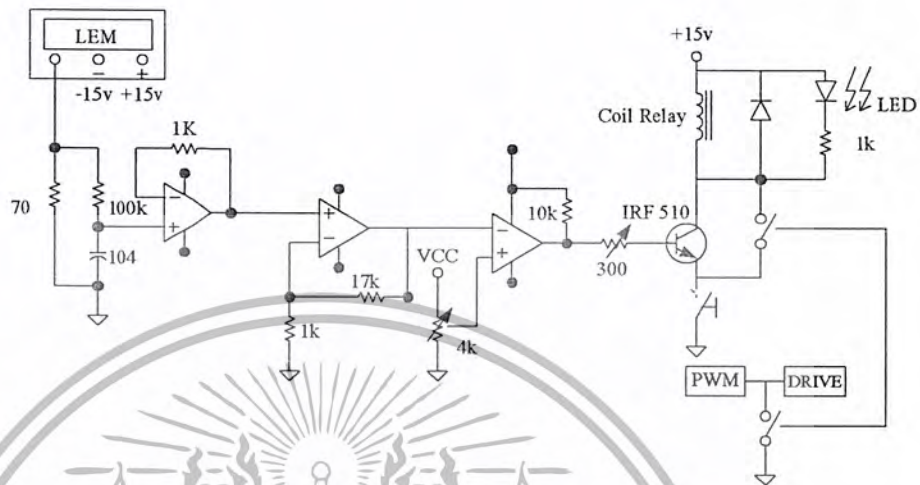 LEM
− +
-15v +15v
+15v
Coil Relay
LED
1k
1K
−
+
70
100k
104
+
−
17k
1k
VCC
4k
−
+
10k
300
IRF 510
PWM
DRIVE